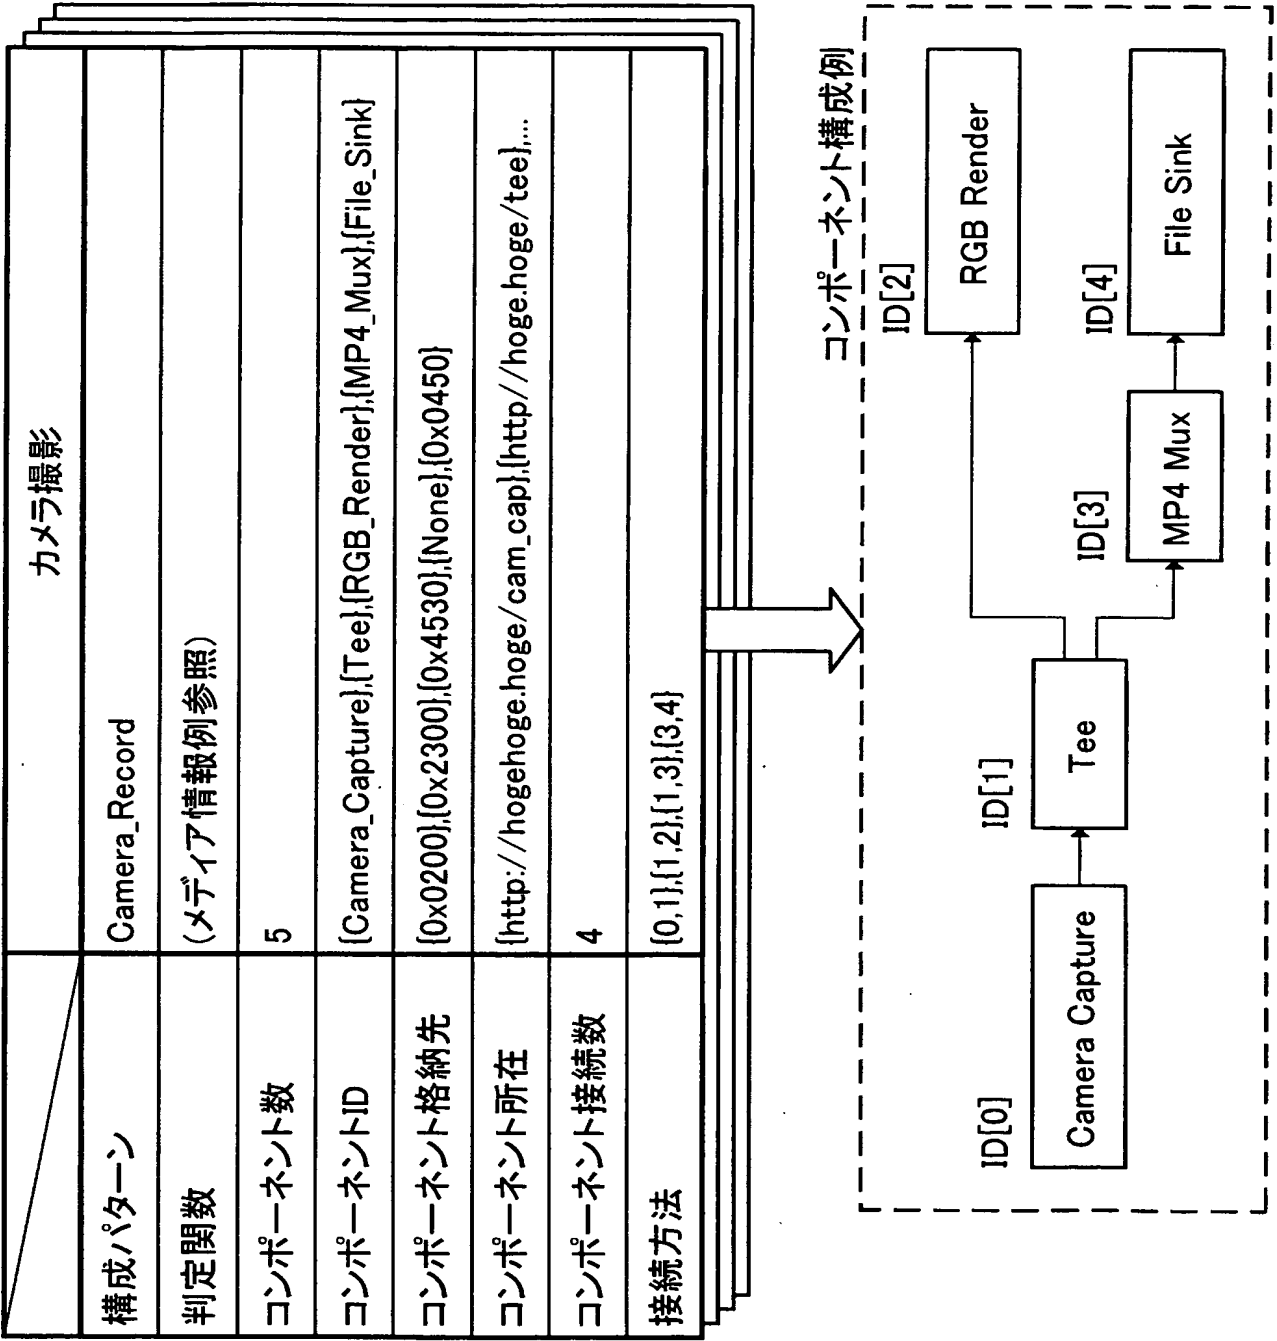 カメラ撮影
構成パターン Camera_Record
判定関数 (メディア情報例参照)
コンポーネント数 5
コンポーネントID {Camera_Capture},{Tee},{RGB_Render},{MP4_Mux},{File_Sink}
コンポーネント格納先 {0x0200},{0x2300},{0x4530},{None},{0x0450}
コンポーネント所在 {http://hogehoge.hoge/cam_cap},{http//hoge.hoge/tee},...
コンポーネント接続数 4
接続方法 {0,1},{1,2},{1,3},{3,4}
コンポーネント構成例
ID[2]
RGB Render
ID[4]
File Sink
ID[3]
MP4 Mux
ID[1]
Tee
ID[0]
Camera Capture